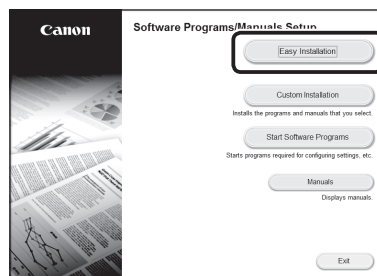 Canon
Software Programs/Manuals Setup
Easy Installation
Custom Installation
Installs the programs and manuals that you select.
Start Software Programs
Starts programs required for configuring settings, etc.
Manuals
Displays manuals.
Exit